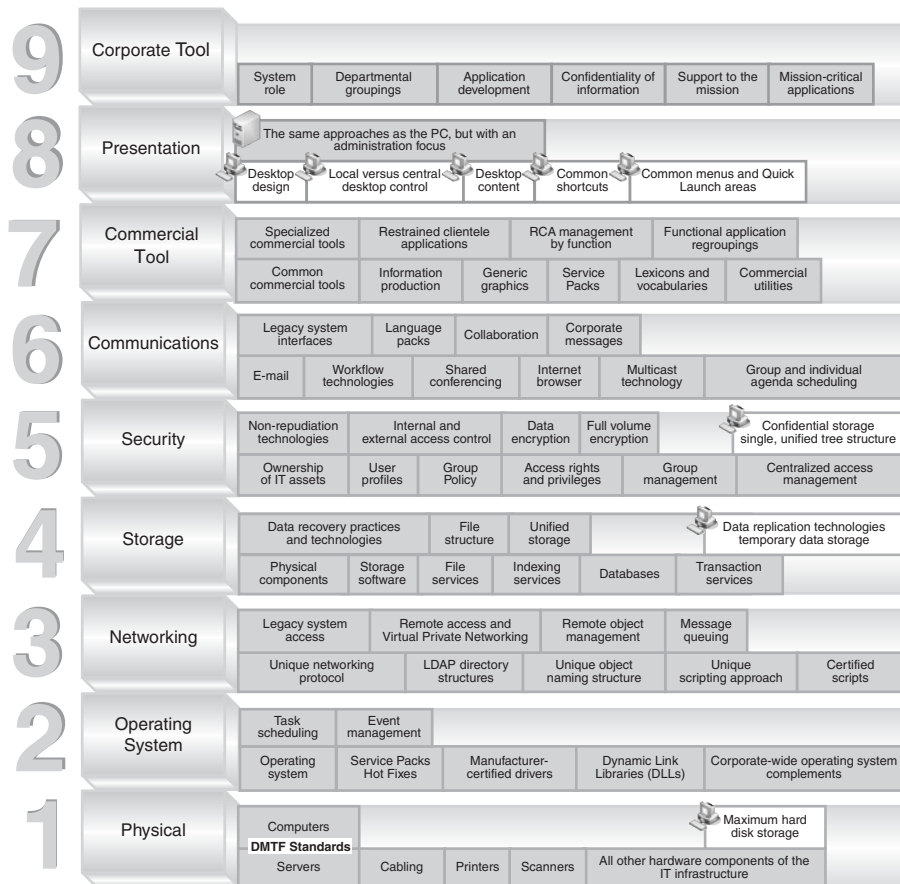 9
Corporate Tool
System
role
Departmental
groupings
Application
development
Confidentiality of
information
Support to the
mission
Mission-critical
applications
8
Presentation
The same approaches as the PC, but with an
administration focus
Desktop
design
Local versus central
desktop control
Desktop
content
Common
shortcuts
Common menus and Quick
Launch areas
7
Commercial
Tool
Specialized
commercial tools
Restrained clientele
applications
RCA management
by function
Functional application
regroupings
Common
commercial tools
Information
production
Generic
graphics
Service
Packs
Lexicons and
vocabularies
Commercial
utilities
6
Communications
Legacy system
interfaces
Language
packs
Collaboration
Corporate
messages
E-mail
Workflow
technologies
Shared
conferencing
Internet
browser
Multicast
technology
Group and individual
agenda scheduling
5
Security
Non-repudiation
technologies
Internal and
external access control
Data
encryption
Full volume
encryption
Confidential storage
single, unified tree structure
Ownership
of IT assets
User
profiles
Group
Policy
Access rights
and privileges
Group
management
Centralized access
management
4
Storage
Data recovery practices
and technologies
File
structure
Unified
storage
Data replication technologies
temporary data storage
Physical
components
Storage
software
File
services
Indexing
services
Databases
Transaction
services
3
Networking
Legacy system
access
Remote access and
Virtual Private Networking
Remote object
management
Message
queuing
Unique networking
protocol
LDAP directory
structures
Unique object
naming structure
Unique
scripting approach
Certified
scripts
2
Operating
System
Task
scheduling
Event
management
Operating
system
Service Packs
Hot Fixes
Manufacturer-
certified drivers
Dynamic Link
Libraries (DLLs)
Corporate-wide operating system
complements
1
Physical
Computers
DMTF Standards
Maximum hard
disk storage
Servers
Cabling
Printers
Scanners
All other hardware components of the
IT infrastructure